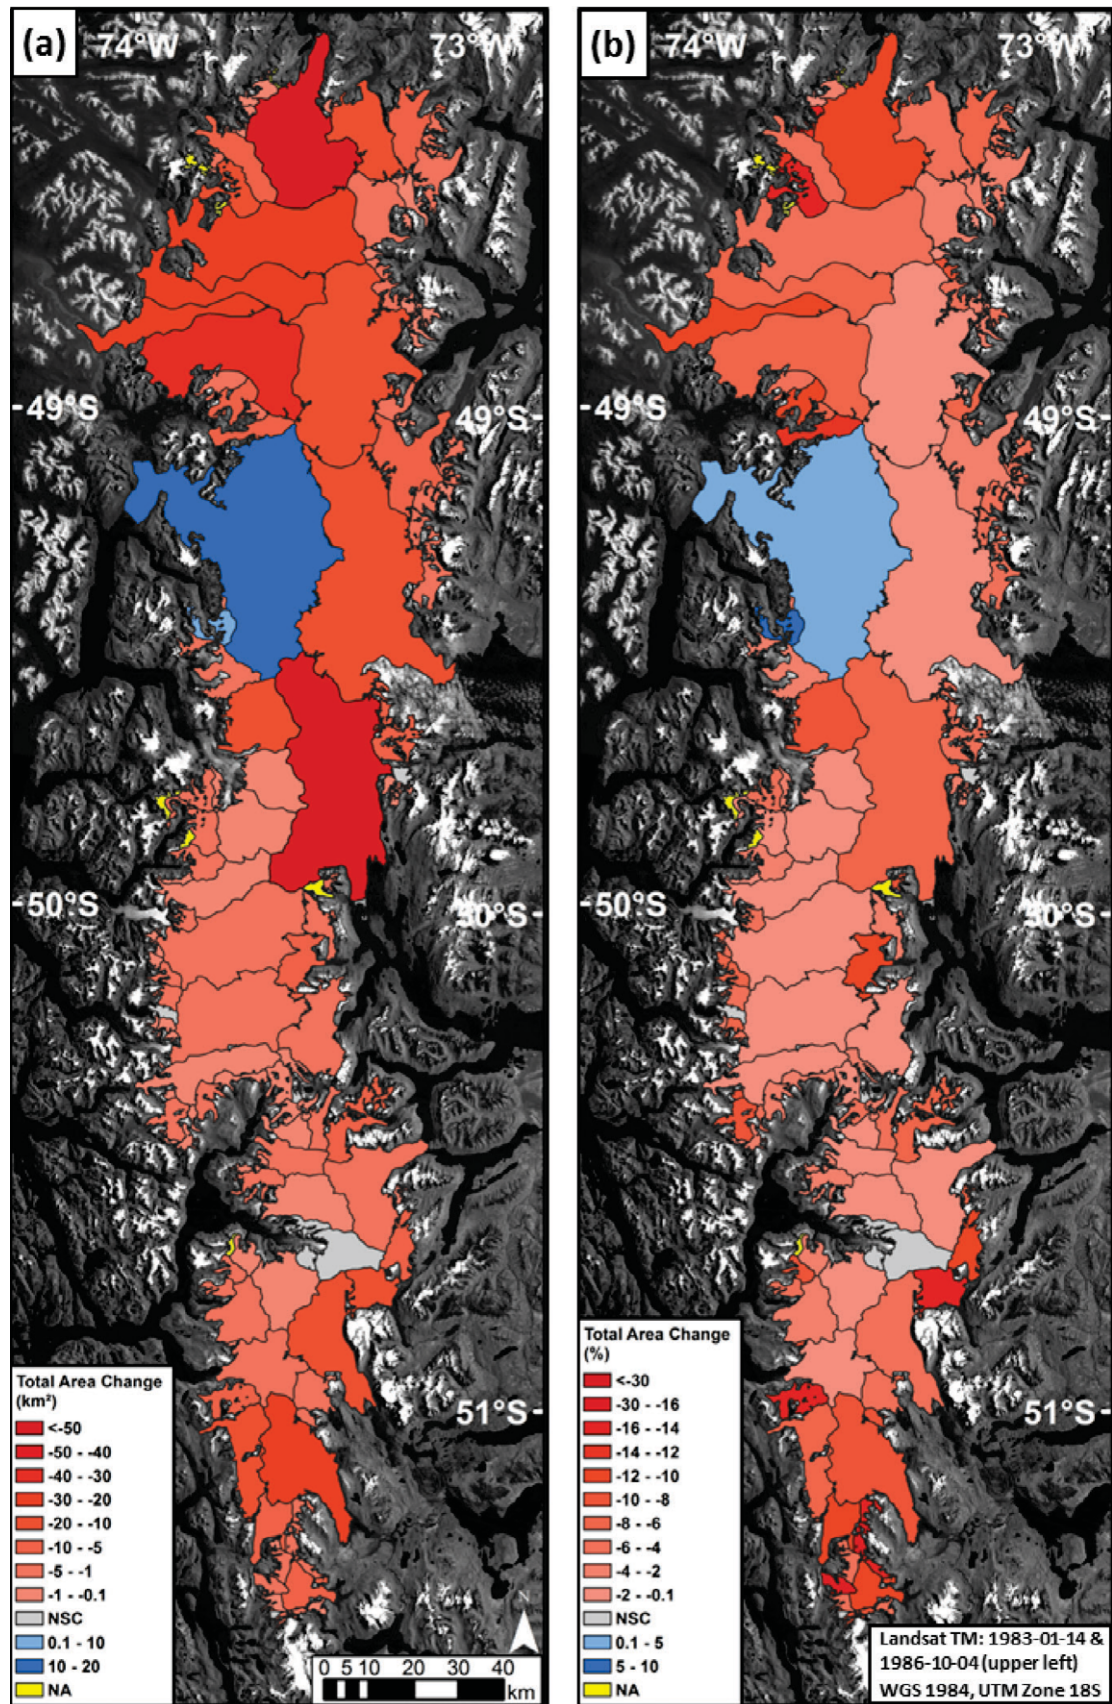 (a)
74°W
73°W
49°S
49°S
50°S
50°S
51°S
Total Area Change
(km²)
<-50
-50 - -40
-40 - -30
-30 - -20
-20 - -10
-10 - -5
-5 - -1
-1 - -0.1
NSC
0.1 - 10
10 - 20
NA
N
0 5 10 20 30 40
km
(b)
74°W
73°W
49°S
49°S
50°S
50°S
51°S
Total Area Change
(%)
<-30
-30 - -16
-16 - -14
-14 - -12
-12 - -10
-10 - -8
-8 - -6
-6 - -4
-4 - -2
-2 - -0.1
NSC
0.1 - 5
5 - 10
NA
Landsat TM: 1983-01-14 &
1986-10-04 (upper left)
WGS 1984, UTM Zone 18S